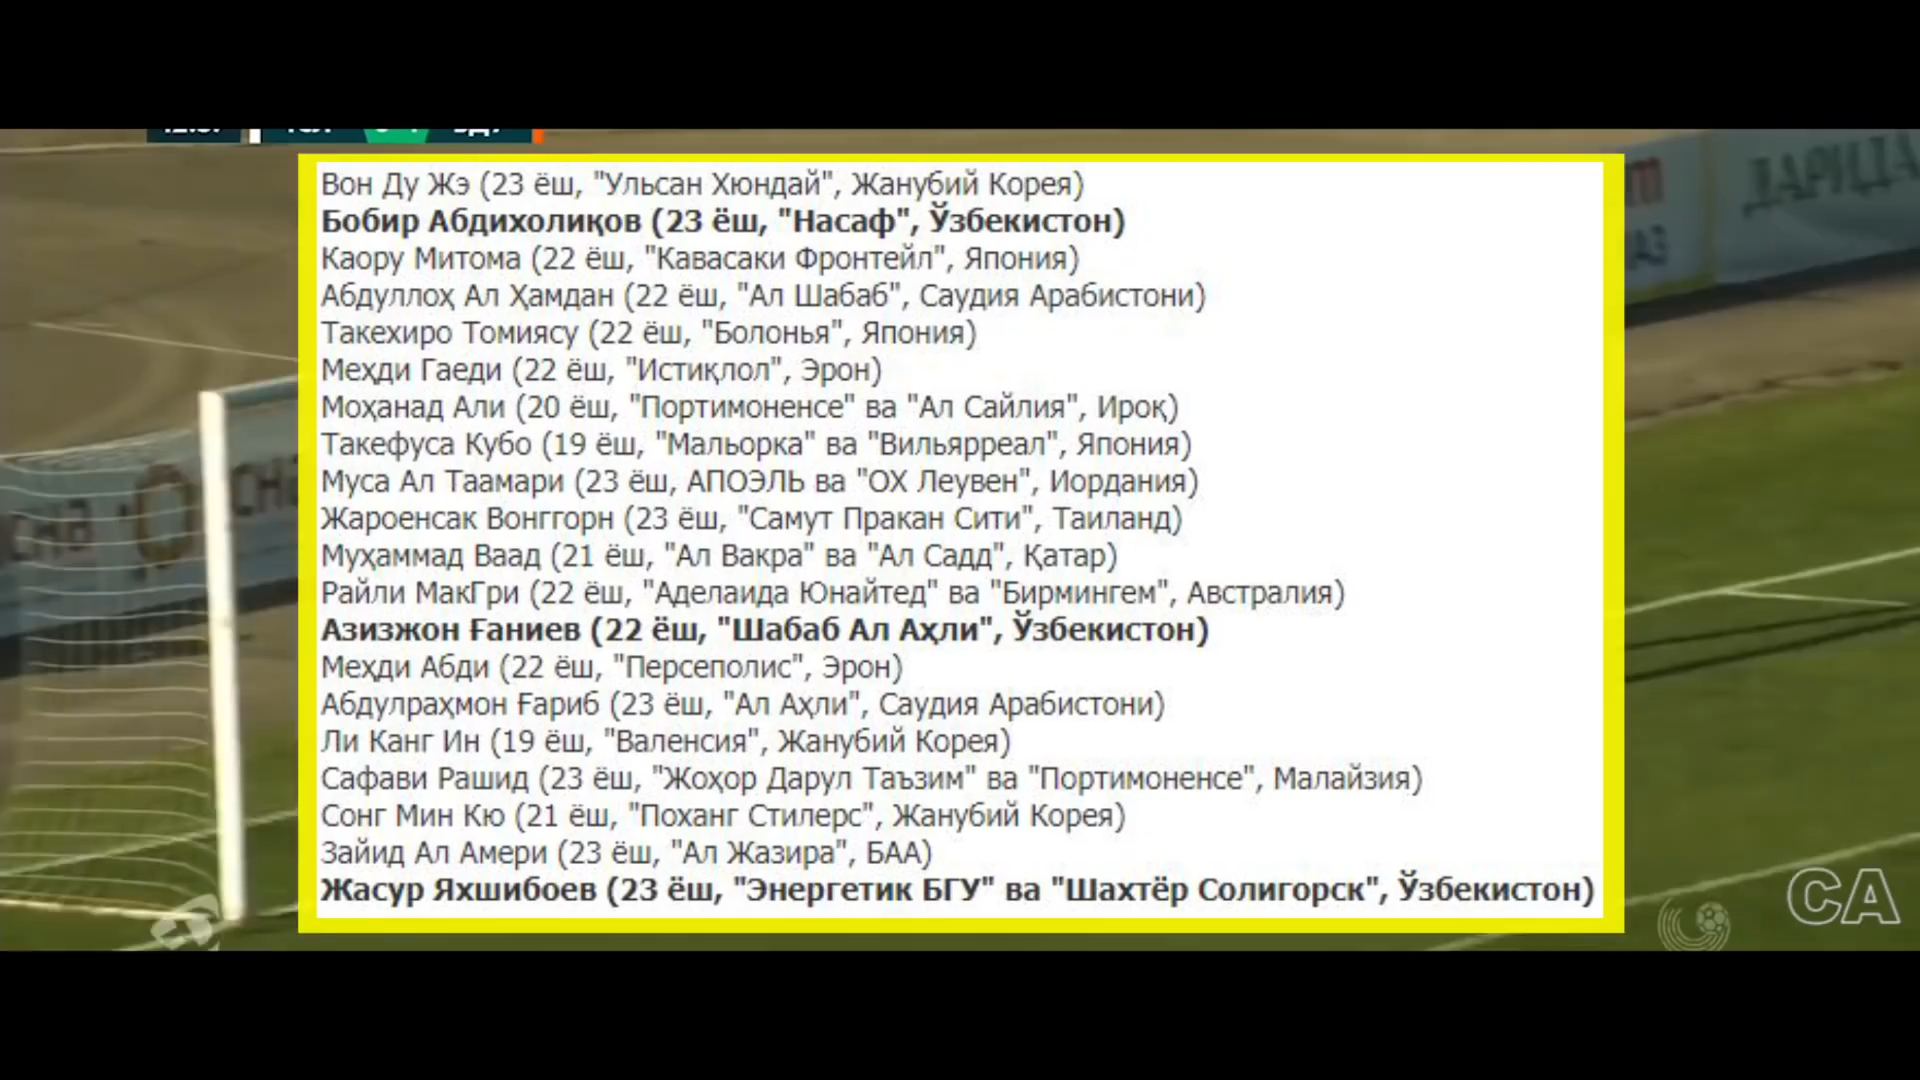 Вон Ду Жэ (23 ёш, "Ульсан Хюндай", Жанубий Корея)
Бобир Абдихолиқов (23 ёш, "Насаф", Ўзбекистон)
Каору Митома (22 ёш, "Кавасаки Фронтейл", Япония)
Абдуллоҳ Ал Ҳамдан (22 ёш, "Ал Шабаб", Саудия Арабистони)
Такехиро Томиясу (22 ёш, "Болонья", Япония)
Меҳди Гаеди (22 ёш, "Истиқлол", Эрон)
Моҳанад Али (20 ёш, "Портимоненсе" ва "Ал Сайлия", Ироқ)
Такефуса Кубо (19 ёш, "Мальорка" ва "Вильярреал", Япония)
Муса Ал Таамари (23 ёш, АПОЭЛЬ ва "ОХ Леувен", Иордания)
Жароенсак Вонггорн (23 ёш, "Самут Пракан Сити", Таиланд)
Муҳаммад Ваад (21 ёш, "Ал Вакра" ва "Ал Садд", Қатар)
Райли МакГри (22 ёш, "Аделаида Юнайтед" ва "Бирмингем", Австралия)
Азизжон Ғаниев (22 ёш, "Шабаб Ал Аҳли", Ўзбекистон)
Меҳди Абди (22 ёш, "Персеполис", Эрон)
Абдулраҳмон Ғариб (23 ёш, "Ал Аҳли", Саудия Арабистони)
Ли Канг Ин (19 ёш, "Валенсия", Жанубий Корея)
Сафави Рашид (23 ёш, "Жоҳор Дарул Таъзим" ва "Портимоненсе", Малайзия)
Сонг Мин Кю (21 ёш, "Поханг Стилерс", Жанубий Корея)
Зайид Ал Амери (23 ёш, "Ал Жазира", БАА)
Жасур Яхшибоев (23 ёш, "Энергетик БГУ" ва "Шахтёр Солигорск", Ўзбекистон)
ДАРИДА
CA